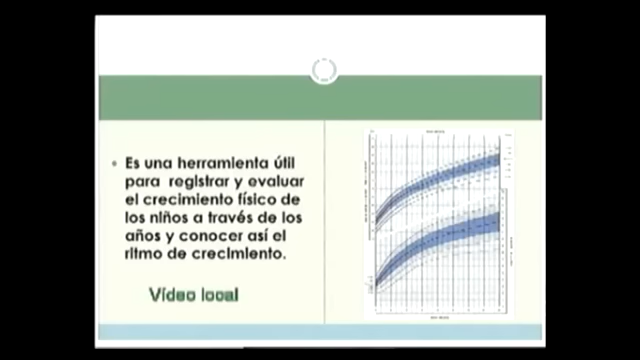 Es una herramienta útil
para registrar y evaluar
el crecimiento físico de
los niños a través de los
años y conocer así el
ritmo de crecimiento.
Vídeo local